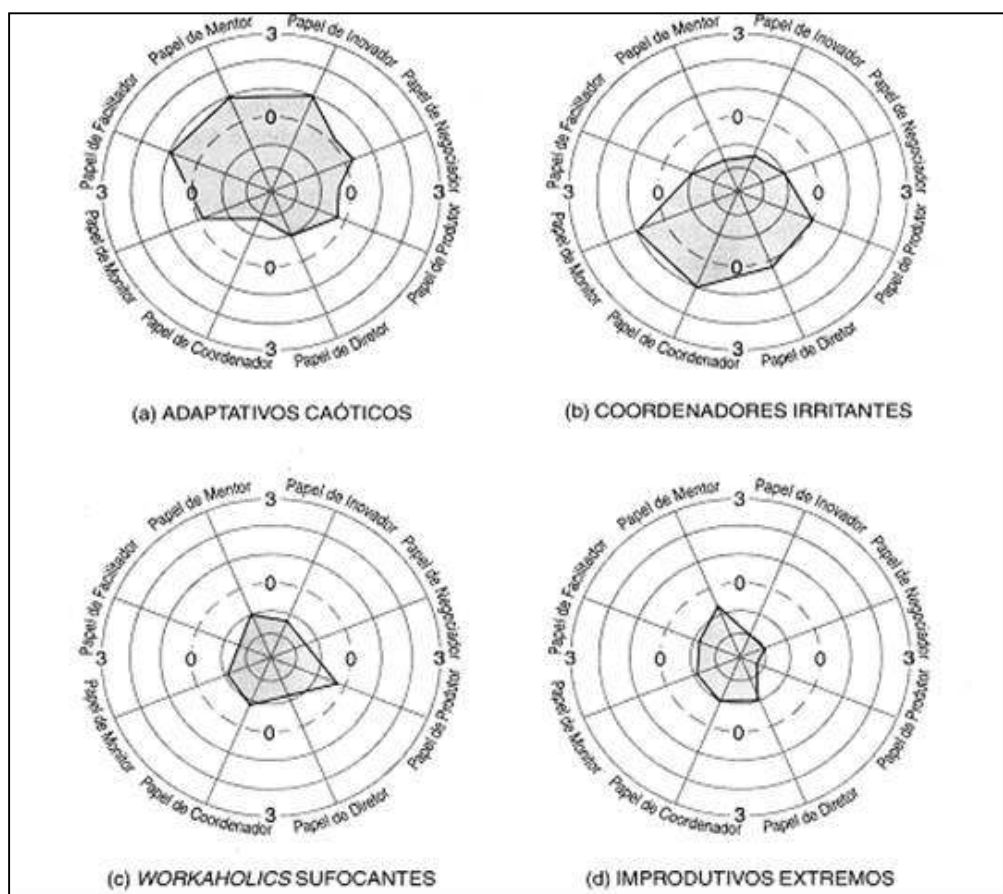 3
Papel de Mentor
Papel de Inovador
Papel de Facilitador
Papel de Negociador
0
3
0
0
3
Papel de Monitor
Papel de Produtor
0
Papel de Coordenador
Papel de Diretor
3
(a) ADAPTATIVOS CAÓTICOS
3
Papel de Mentor
Papel de Inovador
Papel de Facilitador
Papel de Negociador
0
3
0
0
3
Papel de Monitor
Papel de Produtor
0
Papel de Coordenador
Papel de Diretor
3
(b) COORDENADORES IRRITANTES
3
Papel de Mentor
Papel de Inovador
Papel de Facilitador
Papel de Negociador
0
3
0
0
3
Papel de Monitor
Papel de Produtor
0
Papel de Coordenador
Papel de Diretor
3
(c) WORKAHOLICS SUFOCANTES
3
Papel de Mentor
Papel de Inovador
Papel de Facilitador
Papel de Negociador
0
3
0
0
3
Papel de Monitor
Papel de Produtor
0
Papel de Coordenador
Papel de Diretor
3
(d) IMPRODUTIVOS EXTREMOS